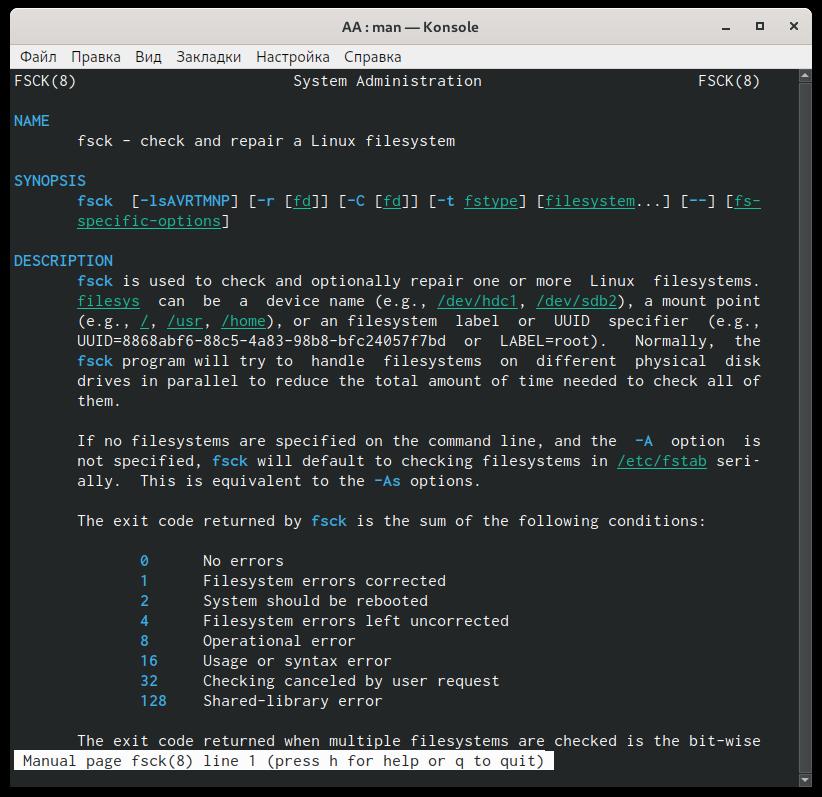 AA : man — Konsole
Файл Правка Вид Закладки Настройка Справка
FSCK(8) System Administration FSCK(8)
NAME
fsck - check and repair a Linux filesystem
SYNOPSIS
fsck [-lsAVRTMNP] [-r [fd]] [-C [fd]] [-t fstype] [filesystem...] [--] [fs-
specific-options]
DESCRIPTION
fsck is used to check and optionally repair one or more Linux filesystems.
filesys can be a device name (e.g., /dev/hdc1, /dev/sdb2), a mount point
(e.g., /, /usr, /home), or an filesystem label or UUID specifier (e.g.,
UUID=8868abf6-88c5-4a83-98b8-bfc24057f7bd or LABEL=root). Normally, the
fsck program will try to handle filesystems on different physical disk
drives in parallel to reduce the total amount of time needed to check all of
them.
If no filesystems are specified on the command line, and the -A option is
not specified, fsck will default to checking filesystems in /etc/fstab seri-
ally. This is equivalent to the -As options.
The exit code returned by fsck is the sum of the following conditions:
0 No errors
1 Filesystem errors corrected
2 System should be rebooted
4 Filesystem errors left uncorrected
8 Operational error
16 Usage or syntax error
32 Checking canceled by user request
128 Shared-library error
The exit code returned when multiple filesystems are checked is the bit-wise
Manual page fsck(8) line 1 (press h for help or q to quit)